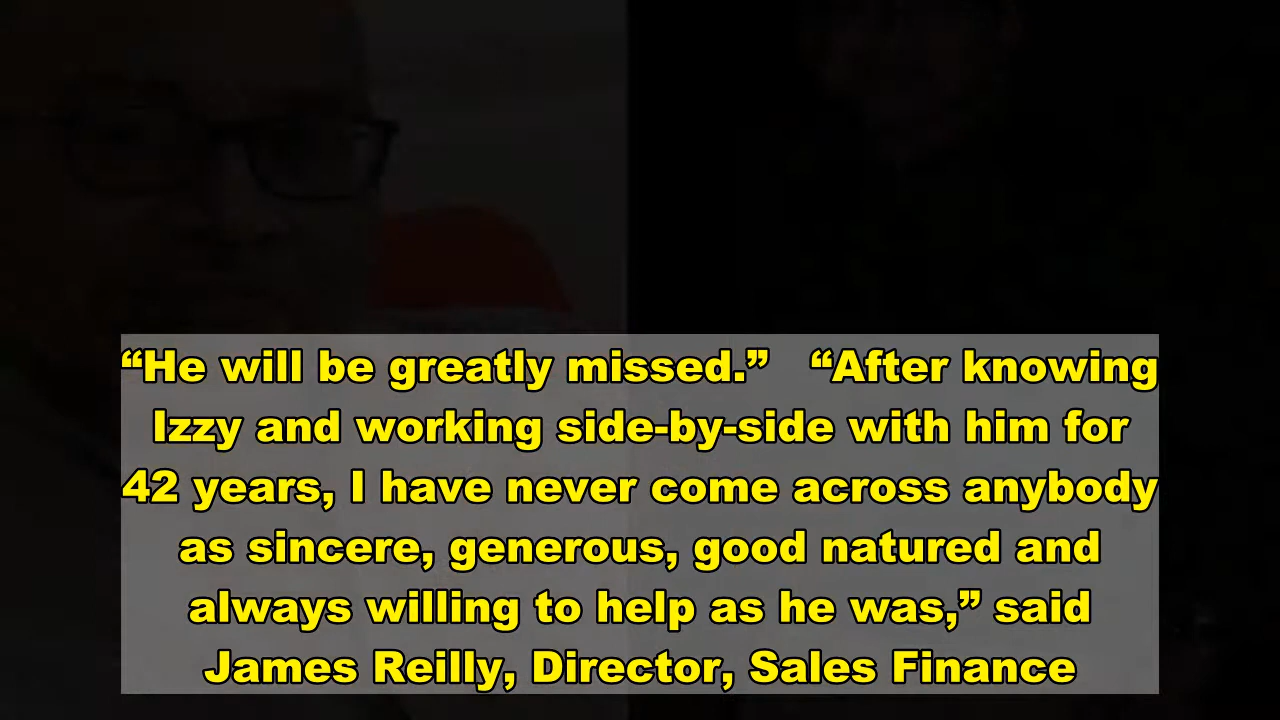 “He will be greatly missed.”   “After knowing
Izzy and working side-by-side with him for
42 years, I have never come across anybody
as sincere, generous, good natured and
always willing to help as he was,” said
James Reilly, Director, Sales Finance